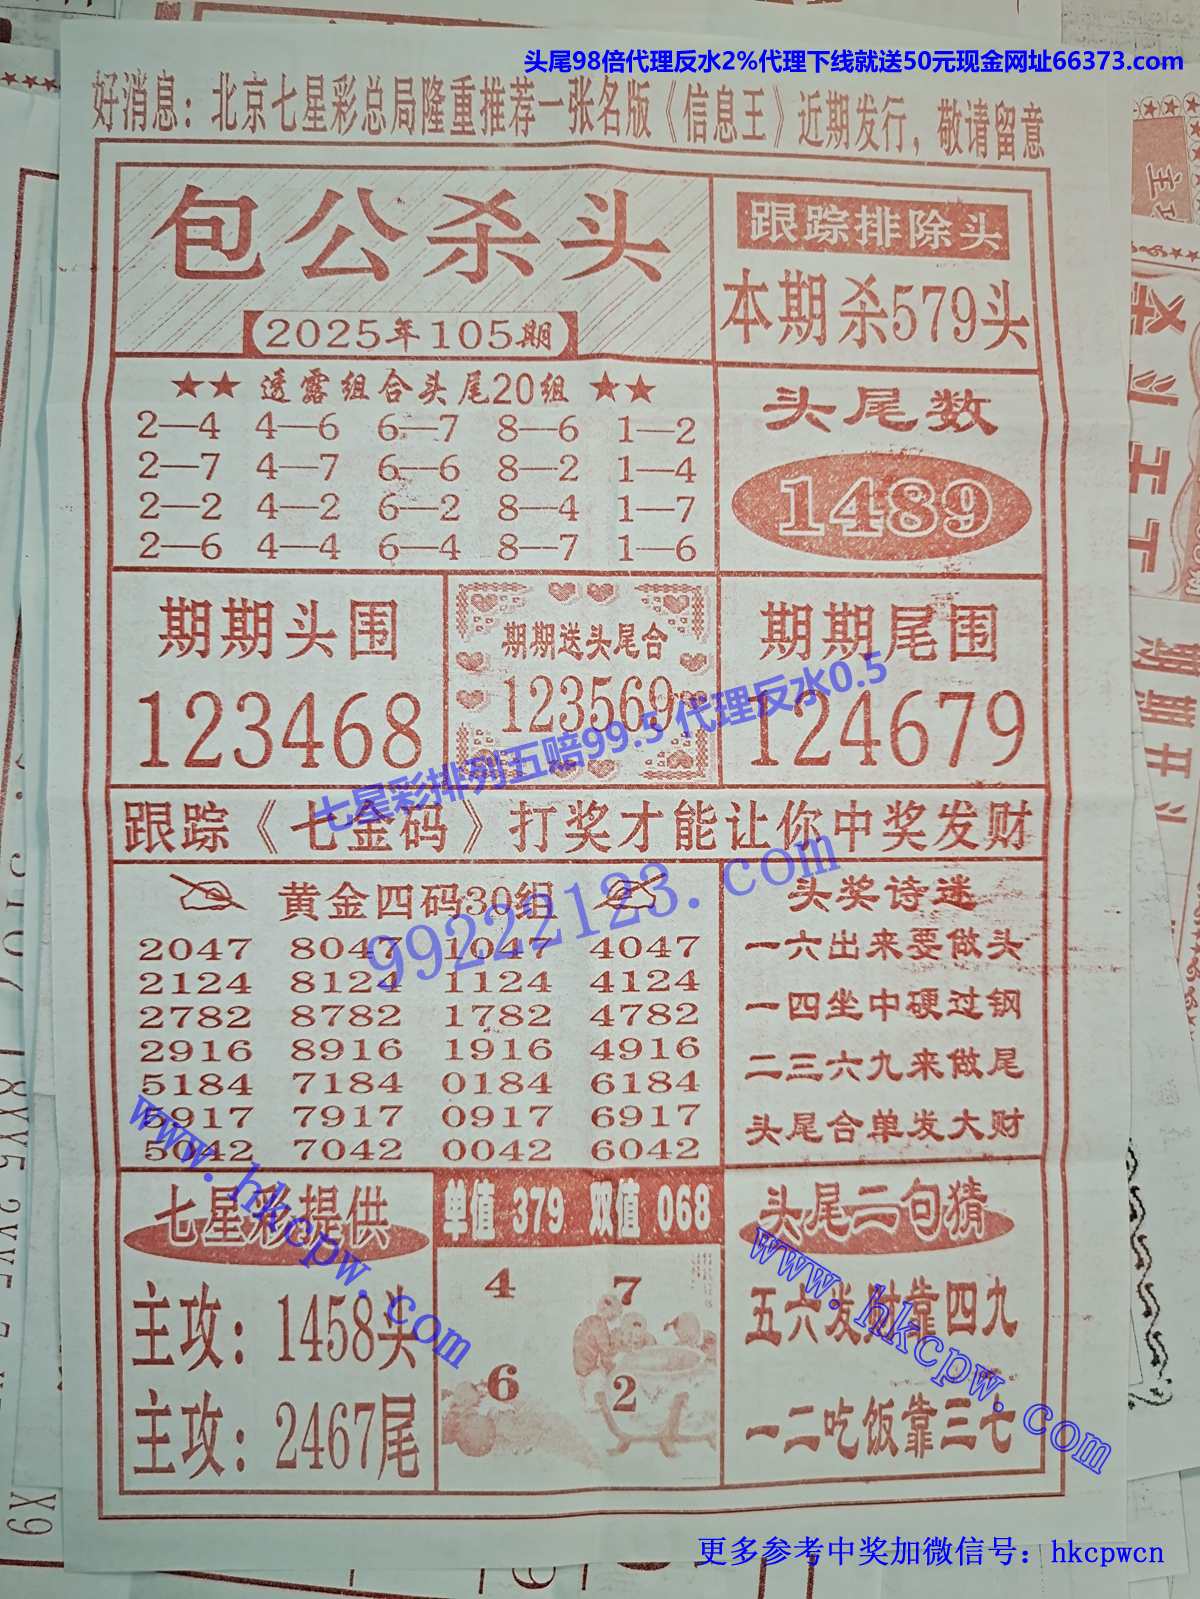 头尾98倍代理反水2%代理下线就送50元现金网址66373.com
好消息：北京七星彩总局隆重推荐一张名版《信息王》近期发行，敬请留意
包公杀头
【2025年105期】
跟踪排除头
本期杀579头
★★ 透露组合头尾20组 ★★
2—4 4—6 6—7 8—6 1—2
2—7 4—7 6—6 8—2 1—4
2—2 4—2 6—2 8—4 1—7
2—6 4—4 6—4 8—7 1—6
头尾数
1489
期期头围
123468
期期送头尾合
123569
期期尾围
124679
七星彩排列五赔99.5 代理反水0.5
跟踪《七金码》打奖才能让你中奖发财
99222123.com
黄金四码30组
2047 8047 1047 4047
2124 8124 1124 4124
2782 8782 1782 4782
2916 8916 1916 4916
5184 7184 0184 6184
5917 7917 0917 6917
5042 7042 0042 6042
头奖诗迷
一六出来要做头
一四坐中硬过钢
二三六九来做尾
头尾合单发大财
www.hkcpw.com
七星彩提供
主攻：1458头
主攻：2467尾
单值 379 双值 068
4 7
6 2
头尾二句猜
五六发财靠四九
一二吃饭靠三七
www.hkcpw.com
更多参考中奖加微信号：hkcpwcn